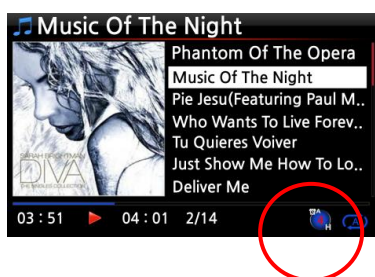 Music Of The Night
Phantom Of The Opera
Music Of The Night
Pie Jesu(Featuring Paul M..
Who Wants To Live Forev..
Tu Quieres Voiver
Just Show Me How To Lo..
Deliver Me
SARAH BRIGHTMAN
DIVA
THE SINGLES COLLECTION
03 : 51 04 : 01 2/14
A
H
A